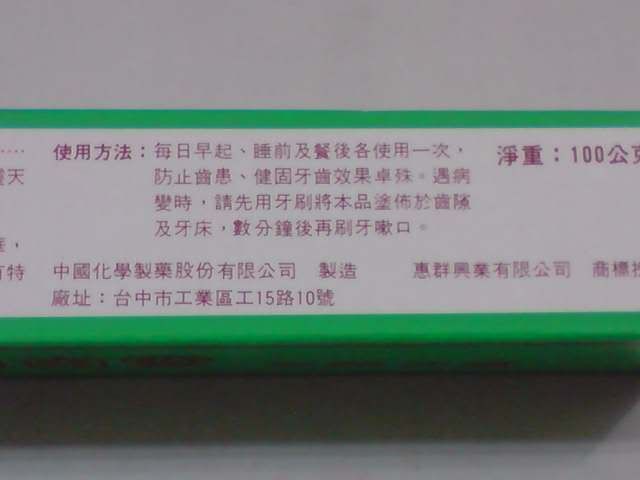 使用方法：每日早起、睡前及餐後各使用一次，
防止齒患、健固牙齒效果卓殊。遇病
變時，請先用牙刷將本品塗佈於齒隙
及牙床，數分鐘後再刷牙嗽口。
淨重：100公克
天
特
中國化學製藥股份有限公司 製造 惠群興業有限公司 商標
廠址：台中市工業區工15路10號